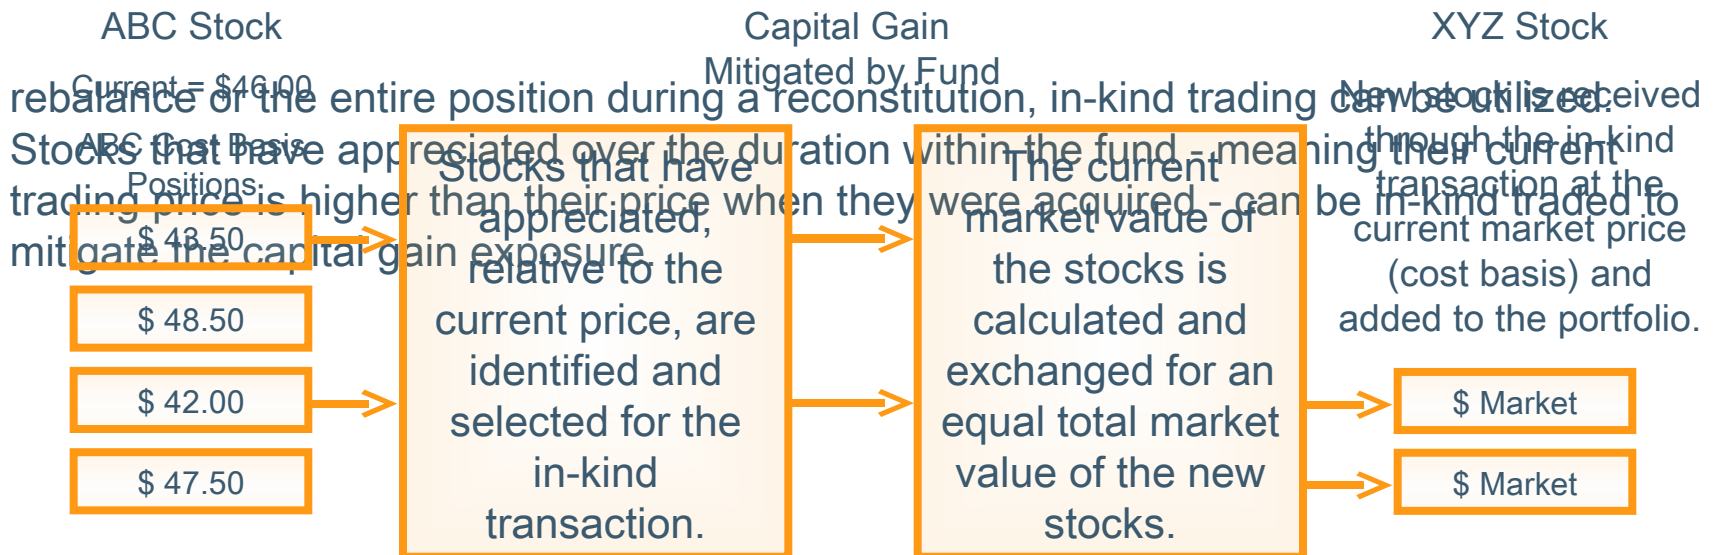 ABC Stock
Current = $46.00
ABC Cost Basis
Positions
$ 43.50
$ 48.50
$ 42.00
$ 47.50
Capital Gain
Mitigated by Fund
rebalance or the entire position during a reconstitution, in-kind trading can be utilized.
Stocks that have appreciated over the duration within the fund - meaning their current
trading price is higher than their price when they were acquired - can be in-kind traded to
mitigate the capital gain exposure.
Stocks that have
appreciated,
relative to the
current price, are
identified and
selected for the
in-kind
transaction.
The current
market value of
the stocks is
calculated and
exchanged for an
equal total market
value of the new
stocks.
XYZ Stock
New stock is received
through the in-kind
transaction at the
current market price
(cost basis) and
added to the portfolio.
$ Market
$ Market